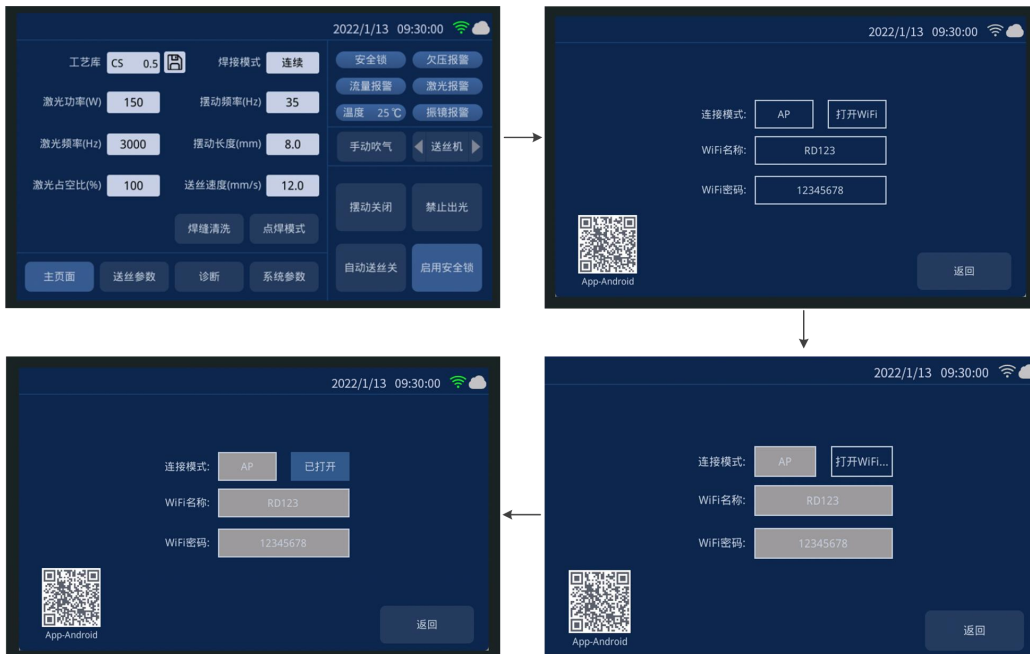 2022/1/13 09:30:00
工艺库 CS 0.5 焊接模式 连续
激光功率(W) 150 摆动频率(Hz) 35
激光频率(Hz) 3000 摆动长度(mm) 8.0
激光占空比(%) 100 送丝速度(mm/s) 12.0
焊缝清洗 点焊模式
主页面 送丝参数 诊断 系统参数
安全锁 欠压报警
流量报警 激光报警
温度 25℃ 振镜报警
手动吹气 送丝机
摆动关闭 禁止出光
自动送丝关 启用安全锁
2022/1/13 09:30:00
连接模式: AP 打开WiFi
WiFi名称: RD123
WiFi密码: 12345678
App-Android
返回
2022/1/13 09:30:00
连接模式: AP 打开WiFi...
WiFi名称: RD123
WiFi密码: 12345678
App-Android
返回
2022/1/13 09:30:00
连接模式: AP 已打开
WiFi名称: RD123
WiFi密码: 12345678
App-Android
返回